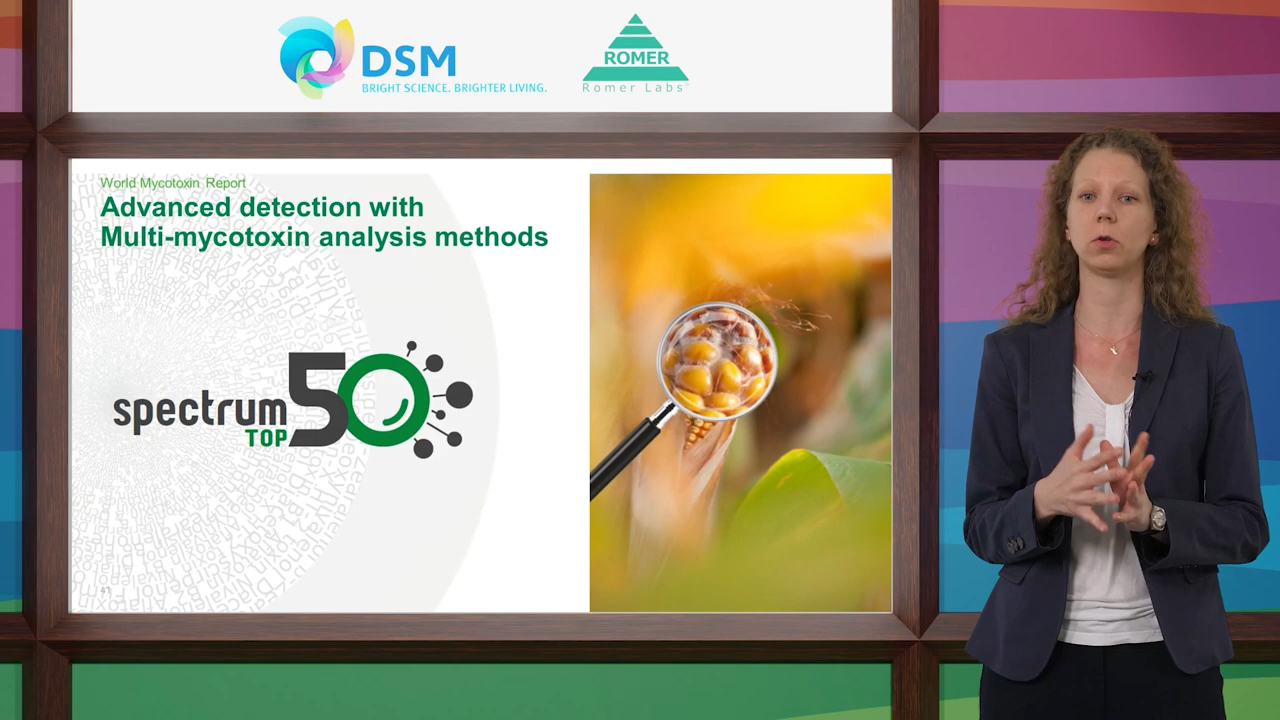 DSM
BRIGHT SCIENCE. BRIGHTER LIVING.
ROMER
Romer Labs®
World Mycotoxin Report
Advanced detection with
Multi-mycotoxin analysis methods
spectrum
TOP
50
41